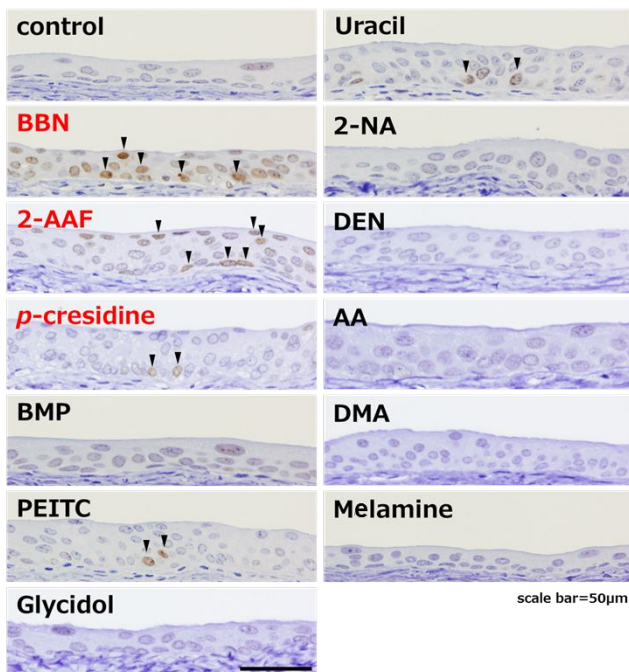 control
BBN
2-AAF
p-cresidine
BMP
PEITC
Glycidol
Uracil
2-NA
DEN
AA
DMA
Melamine
scale bar=50μm